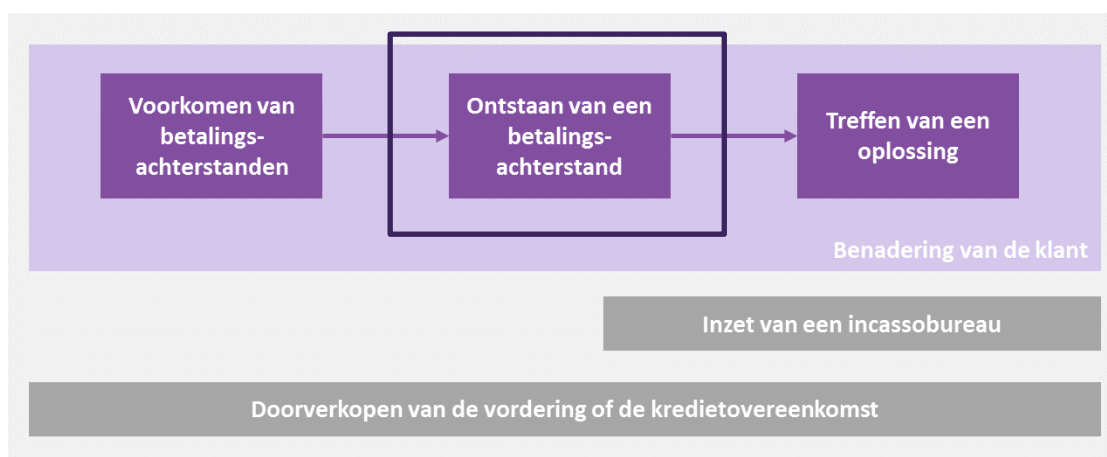 Voorkomen van
betalings-
achterstanden
Ontstaan van een
betalings-
achterstand
Treffen van een
oplossing
Benadering van de klant
Inzet van een incassobureau
Doorverkopen van de vordering of de kredietovereenkomst